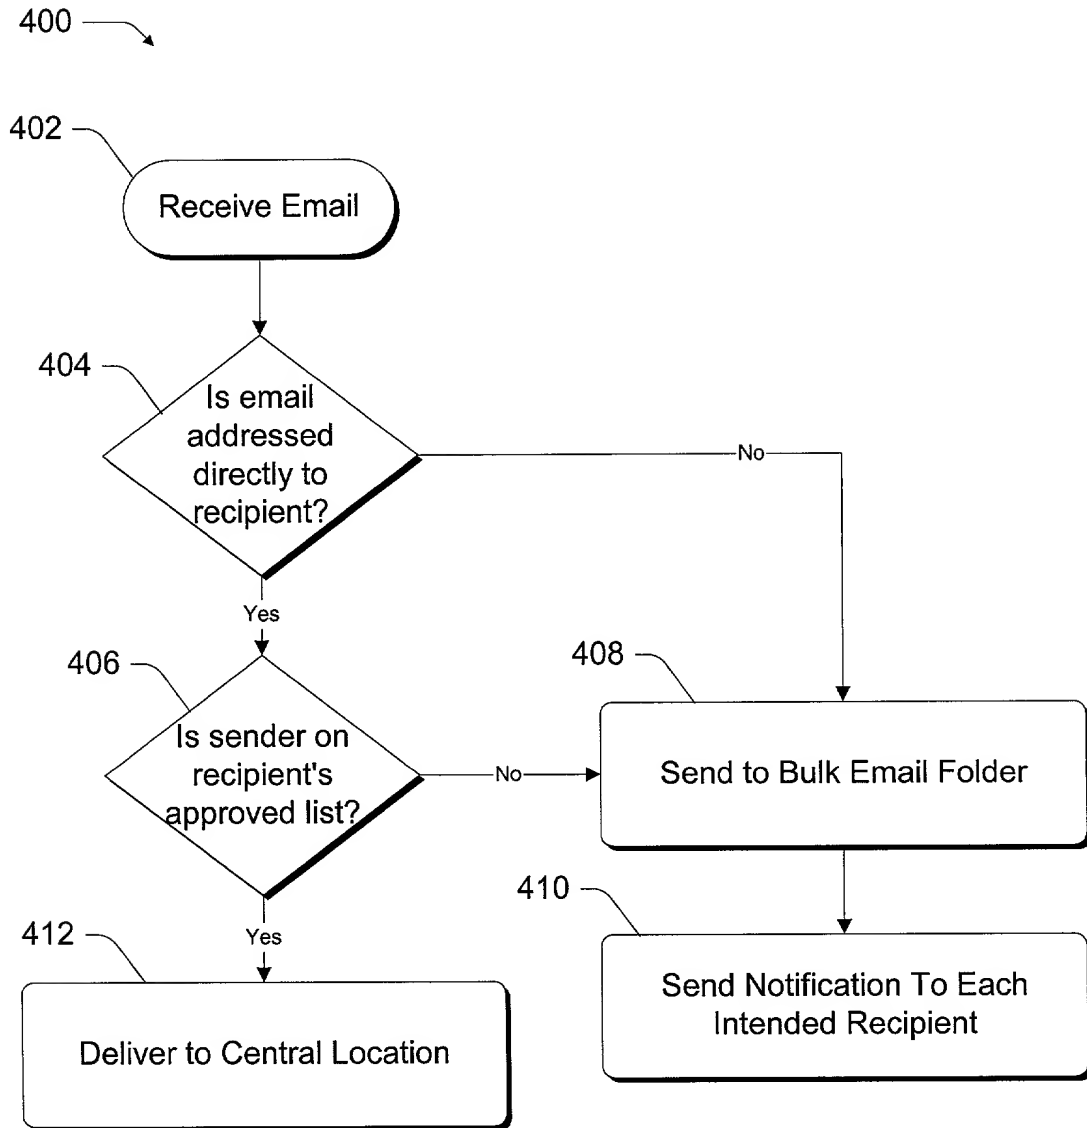 400
402
Receive Email
404
Is email
addressed
directly to
recipient?
No
Yes
406
Is sender on
recipient's
approved list?
No
408
Send to Bulk Email Folder
Yes
410
Send Notification To Each
Intended Recipient
412
Deliver to Central Location